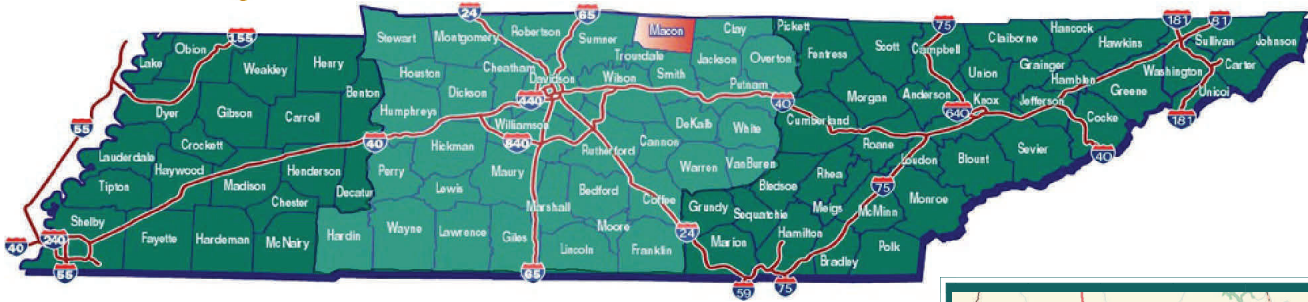 24
65
75
181
81
Stewart
Montgomery
Robertson
Sumner
Macon
Clay
Pickett
Fentress
Scott
Campbell
Claiborne
Hancock
Hawkins
Sullivan
Johnson
155
Obion
Lake
Weakley
Henry
Houston
Cheatham
Davidson
Trousdale
Wilson
Smith
Jackson
Overton
Putnam
Union
Grainger
Hamblen
Washington
Carter
Benton
Dickson
Humphreys
440
40
Morgan
Anderson
640
Knox
Jefferson
Greene
Unicoi
Dyer
Gibson
Carroll
55
Williamson
840
Rutherford
Cannon
DeKalb
White
Cumberland
Roane
Loudon
Blount
Sevier
Cocke
181
40
Crockett
Lauderdale
Haywood
40
Hickman
Perry
Maury
Warren
VanBuren
Bledsoe
Rhea
75
Tipton
Madison
Henderson
Decatur
Chester
Lewis
Marshall
Bedford
Coffee
Grundy
Sequatchie
Meigs
McMinn
Monroe
Shelby
Fayette
Hardeman
McNairy
Hardin
Wayne
Lawrence
Giles
Moore
Lincoln
Franklin
24
Marion
Hamilton
Bradley
Polk
40
240
55
65
59
75